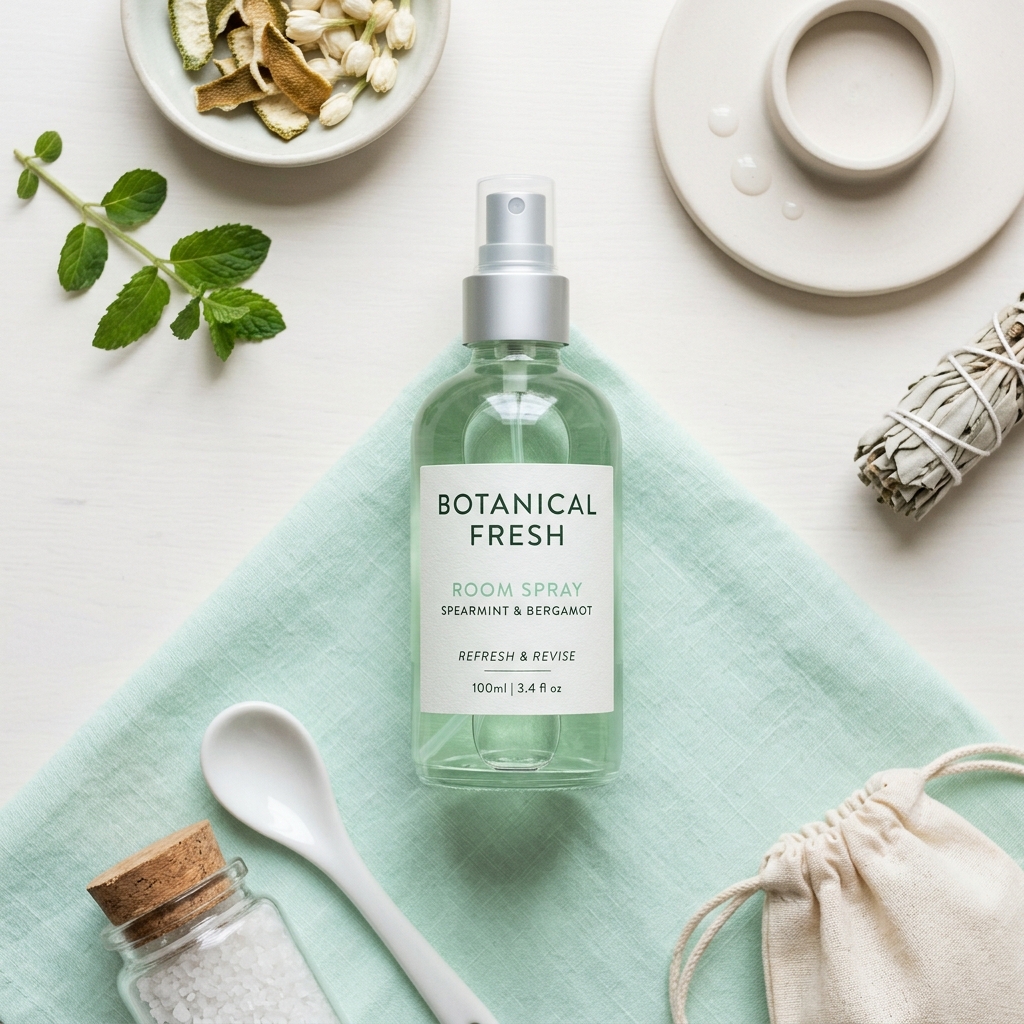 BOTANICAL
FRESH
ROOM SPRAY
SPEARMINT & BERGAMOT
REFRESH & REVISE
100ml | 3.4 fl oz